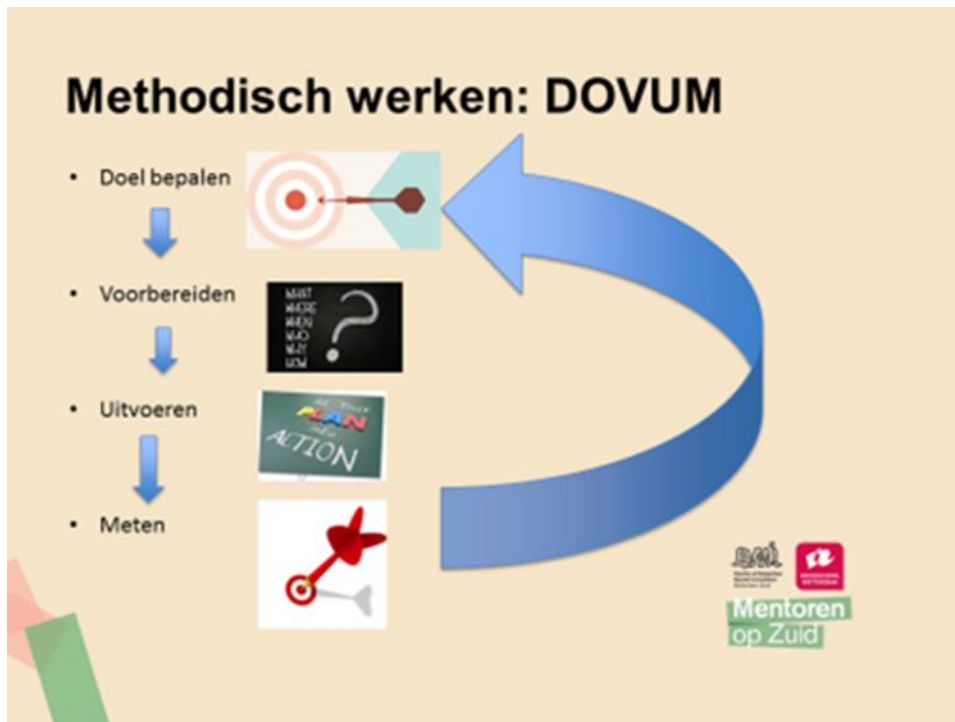 Methodisch werken: DOVUM
• Doel bepalen
• Voorbereiden
WHAT
WHERE
WHEN
WHO
WHY
HOW
?
• Uitvoeren
PLAN
ACTION
• Meten
Mentoren
op Zuid